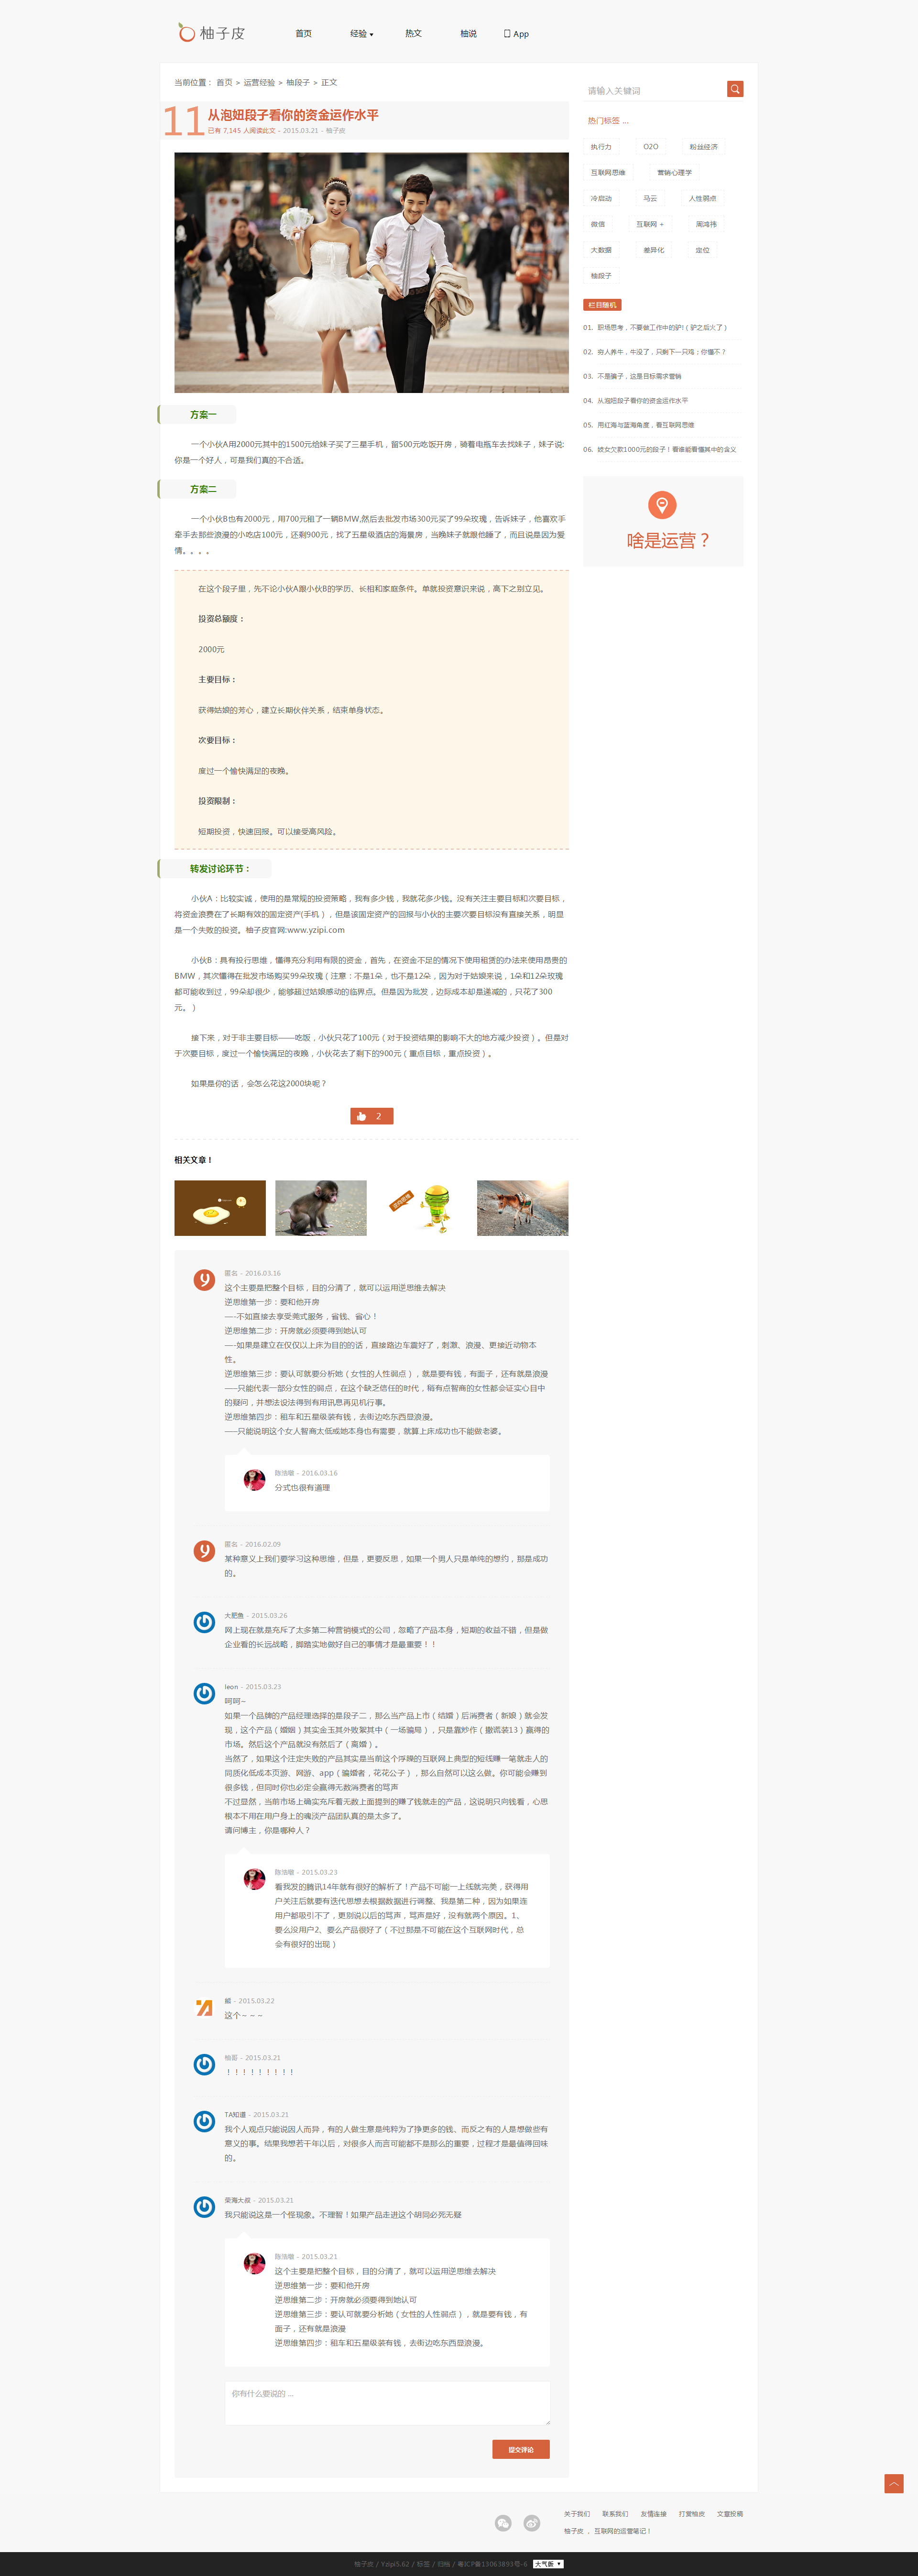 柚子皮
首页 经验 热文 柚说 App
当前位置： 首页 > 运营经验 > 柚段子 > 正文
11
从泡妞段子看你的资金运作水平
已有 7,145 人阅读此文 - 2015.03.21 - 柚子皮
方案一
一个小伙A用2000元其中的1500元给妹子买了三星手机，留500元吃饭开房，骑着电瓶车去找妹子，妹子说:
你是一个好人，可是我们真的不合适。
方案二
一个小伙B也有2000元，用700元租了一辆BMW,然后去批发市场300元买了99朵玫瑰，告诉妹子，他喜欢手
牵手去那些浪漫的小吃店100元，还剩900元，找了五星级酒店的海景房，当晚妹子就跟他睡了，而且说是因为爱
情。。。。
在这个段子里，先不论小伙A跟小伙B的学历、长相和家庭条件。单就投资意识来说，高下之别立见。
投资总额度：
2000元
主要目标：
获得姑娘的芳心，建立长期伙伴关系，结束单身状态。
次要目标：
度过一个愉快满足的夜晚。
投资限制：
短期投资，快速回报。可以接受高风险。
转发讨论环节：
小伙A：比较实诚，使用的是常规的投资策略，我有多少钱，我就花多少钱。没有关注主要目标和次要目标，
将资金浪费在了长期有效的固定资产(手机），但是该固定资产的回报与小伙的主要次要目标没有直接关系，明显
是一个失败的投资。柚子皮官网:www.yzipi.com
小伙B：具有投行思维，懂得充分利用有限的资金，首先，在资金不足的情况下使用租赁的办法来使用昂贵的
BMW，其次懂得在批发市场购买99朵玫瑰（注意：不是1朵，也不是12朵，因为对于姑娘来说，1朵和12朵玫瑰
都可能收到过，99朵却很少，能够超过姑娘感动的临界点。但是因为批发，边际成本却是递减的，只花了300
元。）
接下来，对于非主要目标——吃饭，小伙只花了100元（对于投资结果的影响不大的地方减少投资）。但是对
于次要目标，度过一个愉快满足的夜晚，小伙花去了剩下的900元（重点目标，重点投资）。
如果是你的话，会怎么花这2000块呢？
2
相关文章！
匿名 - 2016.03.16
这个主要是把整个目标，目的分清了，就可以运用逆思维去解决
逆思维第一步：要和他开房
—-不如直接去享受莞式服务，省钱、省心！
逆思维第二步：开房就必须要得到她认可
—-如果是建立在仅仅以上床为目的的话，直接路边车震好了，刺激、浪漫、更接近动物本
性。
逆思维第三步：要认可就要分析她（女性的人性弱点），就是要有钱，有面子，还有就是浪漫
—–只能代表一部分女性的弱点，在这个缺乏信任的时代，稍有点智商的女性都会证实心目中
的疑问，并想法设法得到有用讯息再见机行事。
逆思维第四步：租车和五星级装有钱，去街边吃东西显浪漫。
—–只能说明这个女人智商太低或她本身也有需要，就算上床成功也不能做老婆。
陈浩璈 - 2016.03.16
分式也很有道理
匿名 - 2016.02.09
某种意义上我们要学习这种思维，但是，更要反思，如果一个男人只是单纯的想约，那是成功
的。
大肥鱼 - 2015.03.26
网上现在就是充斥了太多第二种营销模式的公司，忽略了产品本身，短期的收益不错，但是做
企业看的长远战略，脚踏实地做好自己的事情才是最重要！！
leon - 2015.03.23
呵呵~
如果一个品牌的产品经理选择的是段子二，那么当产品上市（结婚）后消费者（新娘）就会发
现，这个产品（婚姻）其实金玉其外败絮其中（一场骗局），只是靠炒作（撒谎装13）赢得的
市场。然后这个产品就没有然后了（离婚）。
当然了，如果这个注定失败的产品其实是当前这个浮躁的互联网上典型的短线赚一笔就走人的
同质化低成本页游、网游、app（骗婚者，花花公子），那么自然可以这么做。你可能会赚到
很多钱，但同时你也必定会赢得无数消费者的骂声
不过显然，当前市场上确实充斥着无数上面提到的赚了钱就走的产品，这说明只向钱看，心思
根本不用在用户身上的魂淡产品团队真的是太多了。
请问博主，你是哪种人？
陈浩璈 - 2015.03.23
看我发的腾讯14年就有很好的解析了！产品不可能一上线就完美，获得用
户关注后就要有迭代思想去根据数据进行调整、我是第二种，因为如果连
用户都吸引不了，更别说以后的骂声，骂声是好，没有就两个原因。1、
要么没用户2、要么产品很好了（不过那是不可能在这个互联网时代，总
会有很好的出现）
- 2015.03.22
这个~ ~ ~
柚哥 - 2015.03.21
！！！！！！！！！
TA知道 - 2015.03.21
我个人观点只能说因人而异，有的人做生意是纯粹为了挣更多的钱、而反之有的人是想做些有
意义的事。结果我想若干年以后，对很多人而言可能都不是那么的重要，过程才是最值得回味
的。
荣海大叔 - 2015.03.21
我只能说这是一个怪现象。不理智！如果产品走进这个胡同必死无疑
陈浩璈 - 2015.03.21
这个主要是把整个目标，目的分清了，就可以运用逆思维去解决
逆思维第一步：要和他开房
逆思维第二步：开房就必须要得到她认可
逆思维第三步：要认可就要分析她（女性的人性弱点），就是要有钱，有
面子，还有就是浪漫
逆思维第四步：租车和五星级装有钱，去街边吃东西显浪漫。
你有什么要说的 ...
提交评论
请输入关键词
热门标签 ...
执行力 O2O 粉丝经济
互联网思维 营销心理学
冷启动 马云 人性弱点
微信 互联网 + 周鸿祎
大数据 差异化 定位
柚段子
栏目随机
01. 职场思考，不要做工作中的驴!（驴之后火了）
02. 穷人养牛，牛没了，只剩下一只鸡；你懂不？
03. 不是骗子，这是目标需求营销
04. 从泡妞段子看你的资金运作水平
05. 用红海与蓝海角度，看互联网思维
06. 妓女欠款1000元的段子！看谁能看懂其中的含义
啥是运营？
关于我们 联系我们 友情连接 打赏柚皮 文章投稿
柚子皮 ， 互联网的运营笔记！
柚子皮 / Yzipi5.62 / 标签 / 归档 / 粤ICP备13063893号-6 大气版